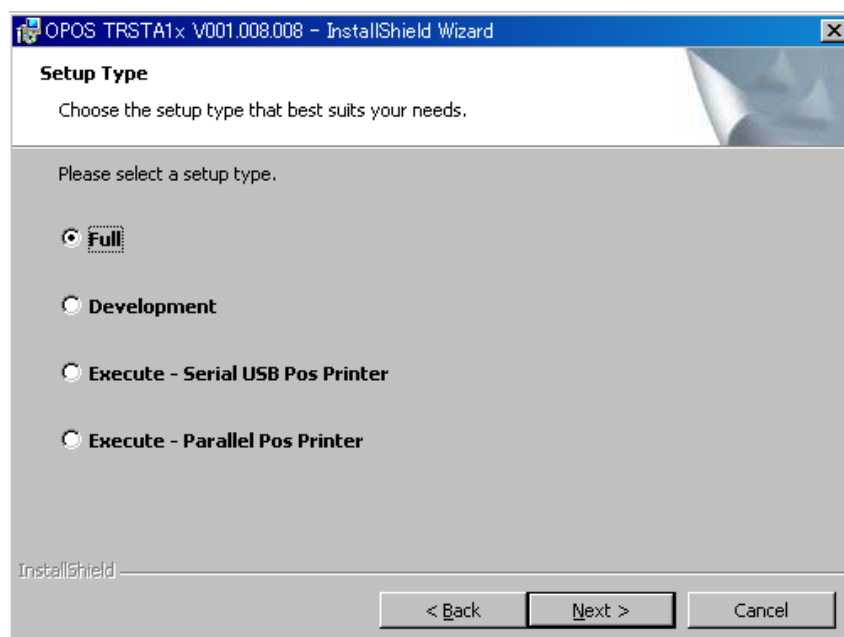 OPOS TRSTA1x V001.008.008 - InstallShield Wizard
Setup Type
Choose the setup type that best suits your needs.
Please select a setup type.
Full
Development
Execute - Serial USB Pos Printer
Execute - Parallel Pos Printer
InstallShield
< Back
Next >
Cancel